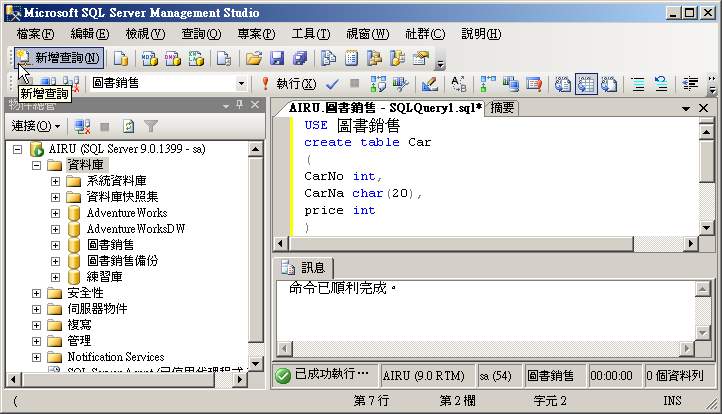 Microsoft SQL Server Management Studio
檔案(F) 編輯(E) 檢視(V) 查詢(Q) 專案(P) 工具(T) 視窗(W) 社群(C) 說明(H)
新增查詢(N)
圖書銷售 執行(X)
新增查詢
物件總管
連接(O)
AIRU (SQL Server 9.0.1399 - sa)
資料庫
系統資料庫
資料庫快照集
AdventureWorks
AdventureWorksDW
圖書銷售
圖書銷售備份
練習庫
安全性
伺服器物件
複寫
管理
Notification Services
SQL Server Agent (已停用代理程式
AIRU.圖書銷售 - SQLQuery1.sql* 摘要
USE 圖書銷售
create table Car
(
CarNo int,
CarNa char(20),
price int
)
訊息
命令已順利完成。
已成功執行… AIRU (9.0 RTM) sa (54) 圖書銷售 00:00:00 0 個資料列
( 第 7 行 第 2 欄 字元 2 INS